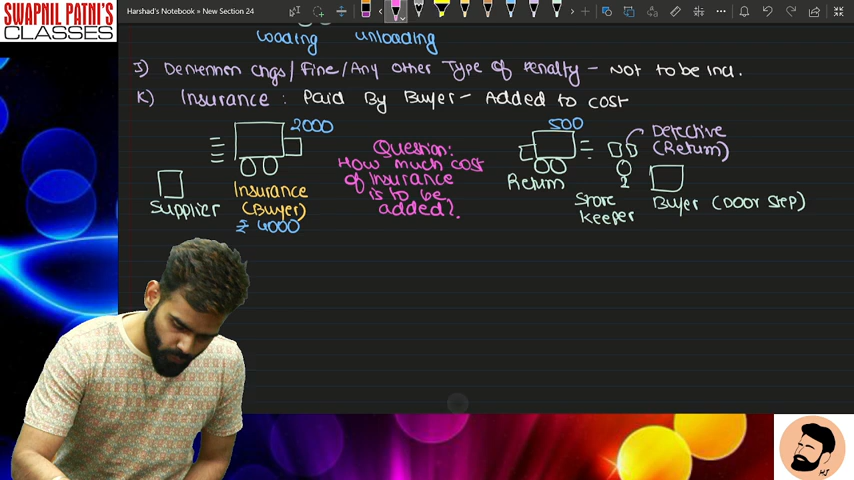 SWAPNIL PATNI'S
CLASSES
Harshad's Notebook » New Section 24
Loading unloading
J) Demerrien chgs/Fine/Any other Type of Penalty - Not to be incl.
K) Insurance : Paid By Buyer - Added to cost
2000
500
Question:
How much cost
of insurance
is to be
added?
Defective
(Return)
Supplier
Insurance
(Buyer)
₹ 4000
Return
Store
keeper
Buyer (Door step)
HS